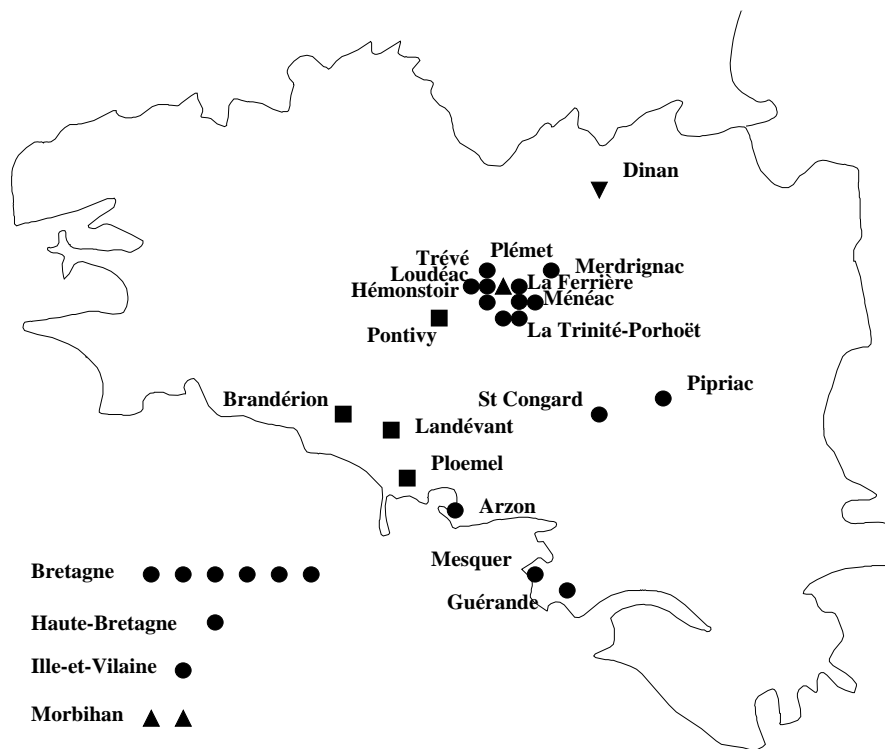 Dinan
Plémet
Trévé
Merdrignac
Loudéac
La Ferrière
Hémonstoir
Ménéac
La Trinité-Porhoët
Pontivy
Pipriac
Brandérion
St Congard
Landévant
Ploemel
Arzon
Mesquer
Bretagne
Guérande
Haute-Bretagne
Ille-et-Vilaine
Morbihan